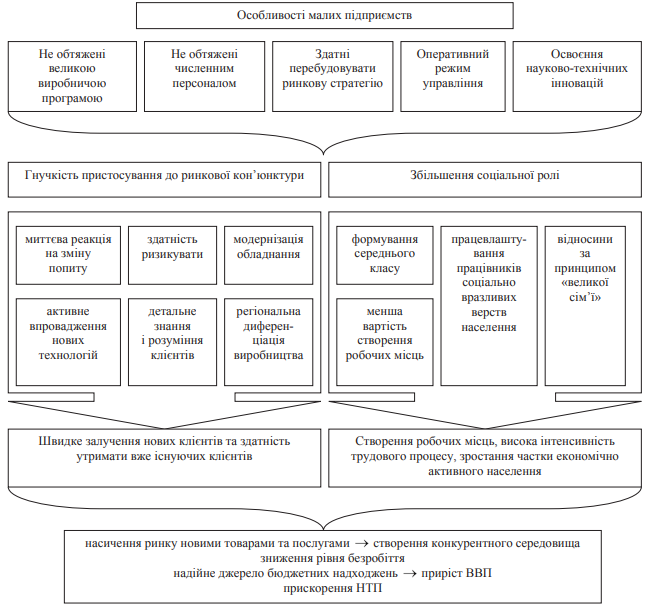 Особливості малих підприємств
Не обтяжені
великою
виробничою
програмою
Не обтяжені
численним
персоналом
Здатні
перебудовувати
ринкову стратегію
Оперативний
режим
управління
Освоєння
науково-технічних
інновацій
Гнучкість пристосування до ринкової кон’юнктури
Збільшення соціальної ролі
миттєва реакція
на зміну
попиту
здатність
ризикувати
модернізація
обладнання
активне
впровадження
нових
технологій
детальне
знання
і розуміння
клієнтів
регіональна
диферен-
ціація
виробництва
формування
середнього
класу
менша
вартість
створення
робочих місць
працевлашту-
вання
працівників
соціально
вразливих
верств
населення
відносини
за
принципом
«великої
сім’ї»
Швидке залучення нових клієнтів та здатність
утримати вже існуючих клієнтів
Створення робочих місць, висока інтенсивність
трудового процесу, зростання частки економічно
активного населення
насичення ринку новими товарами та послугами → створення конкурентного середовища
зниження рівня безробіття
надійне джерело бюджетних надходжень → приріст ВВП
прискорення НТП